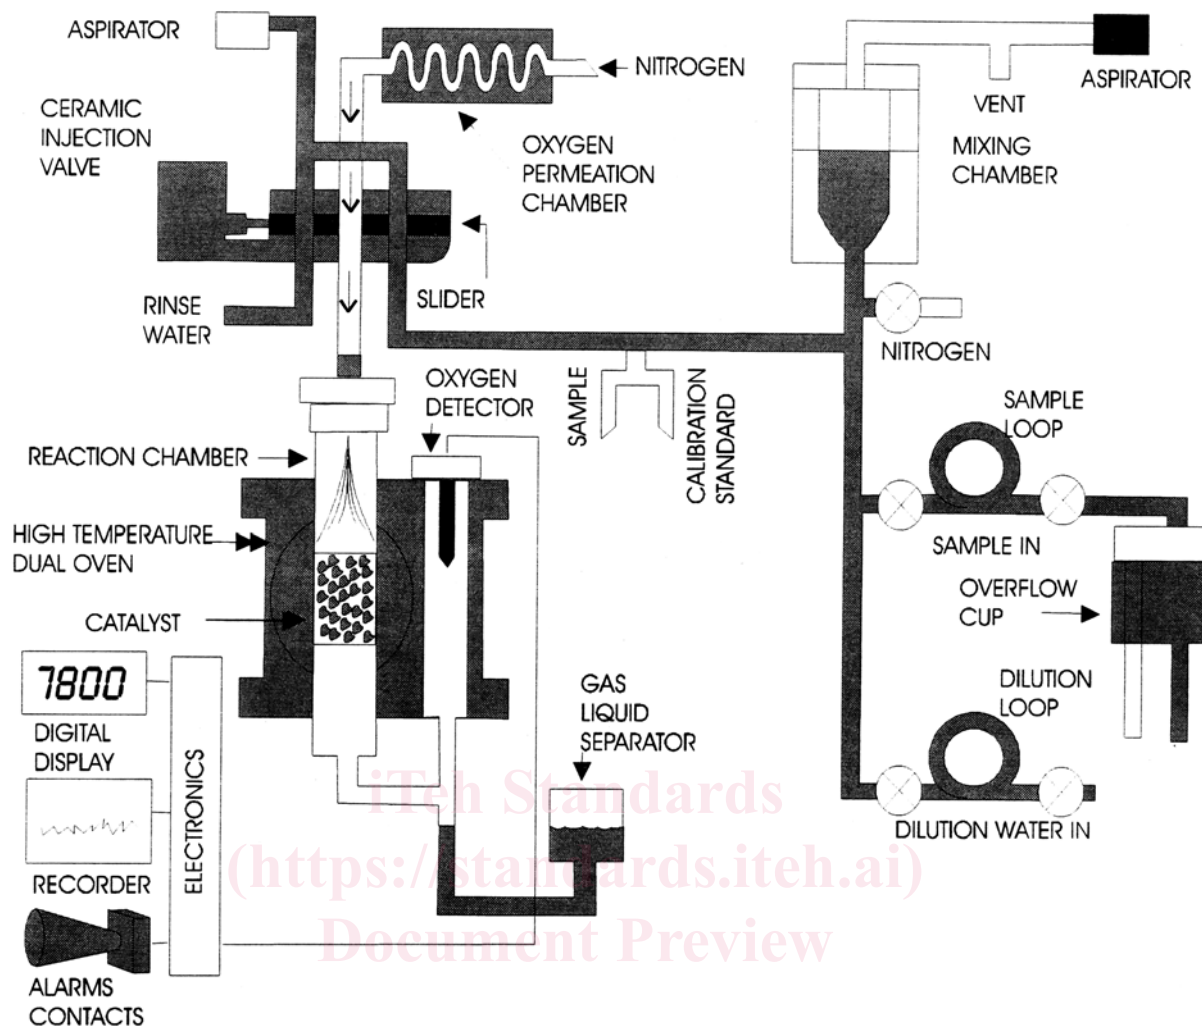 ASPIRATOR
NITROGEN
ASPIRATOR
VENT
CERAMIC
INJECTION
VALVE
OXYGEN
PERMEATION
CHAMBER
MIXING
CHAMBER
RINSE
WATER
SLIDER
NITROGEN
OXYGEN
DETECTOR
SAMPLE
CALIBRATION
STANDARD
SAMPLE
LOOP
REACTION CHAMBER
HIGH TEMPERATURE
DUAL OVEN
SAMPLE IN
OVERFLOW
CUP
CATALYST
7800
DIGITAL
DISPLAY
ELECTRONICS
GAS
LIQUID
SEPARATOR
DILUTION
LOOP
DILUTION WATER IN
RECORDER
ALARMS
CONTACTS
iTeh Standards
(https://standards.iteh.ai)
Document Preview